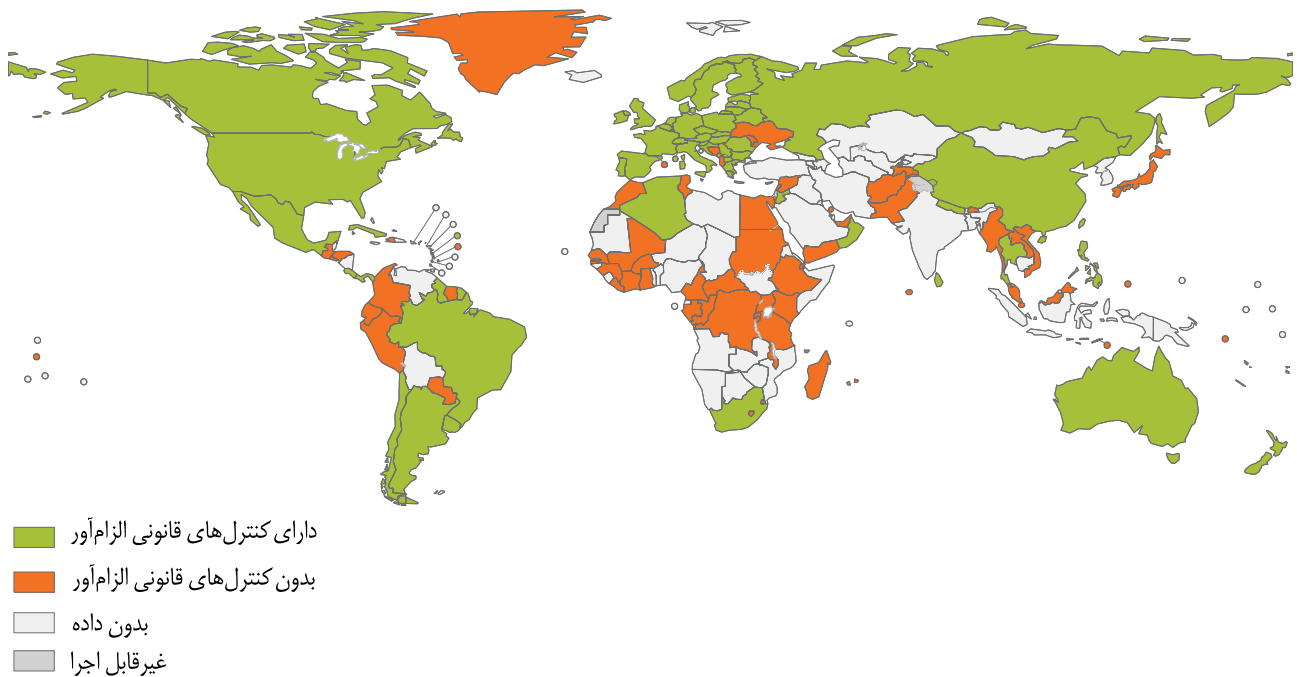 دارای کنترل‌های قانونی الزام‌آور
بدون کنترل‌های قانونی الزام‌آور
بدون داده
غیرقابل اجرا